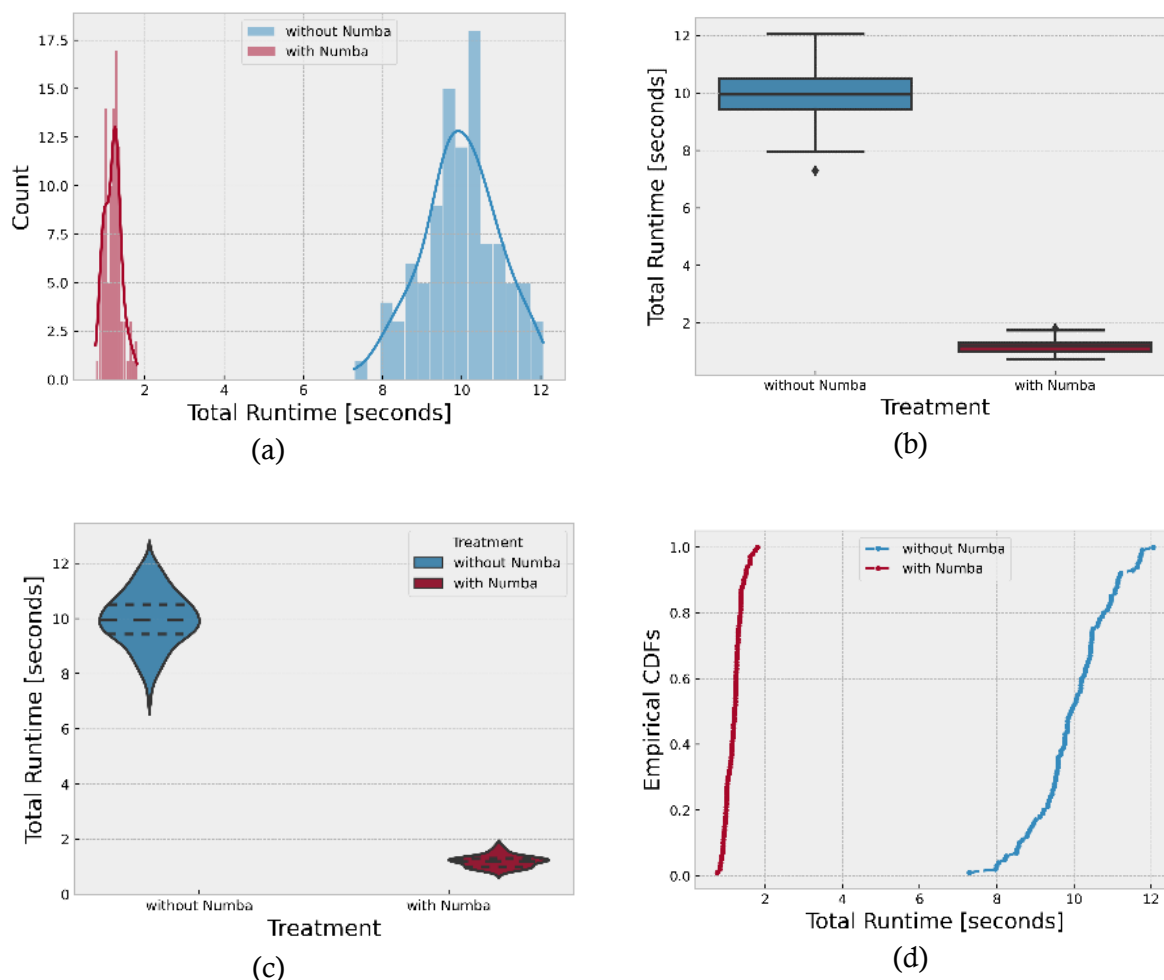 without Numba
with Numba
17.5
15.0
12.5
10.0
7.5
5.0
2.5
0.0
Count
2 4 6 8 10 12
Total Runtime [seconds]
(a)
12
10
8
6
4
2
Total Runtime [seconds]
without Numba with Numba
Treatment
(b)
Treatment
without Numba
with Numba
12
10
8
6
4
2
0
Total Runtime [seconds]
without Numba with Numba
Treatment
(c)
without Numba
with Numba
1.0
0.8
0.6
0.4
0.2
0.0
Empirical CDFs
2 4 6 8 10 12
Total Runtime [seconds]
(d)